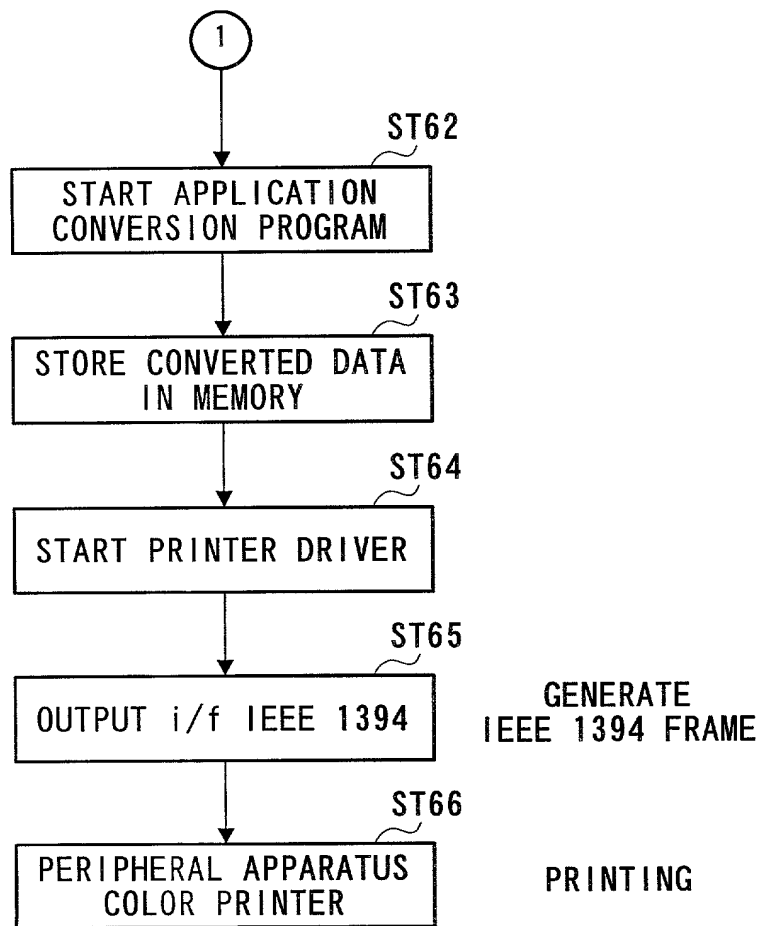 1
ST62
START APPLICATION
CONVERSION PROGRAM
ST63
STORE CONVERTED DATA
IN MEMORY
ST64
START PRINTER DRIVER
ST65
OUTPUT i/f IEEE 1394
GENERATE
IEEE 1394 FRAME
ST66
PERIPHERAL APPARATUS
COLOR PRINTER
PRINTING